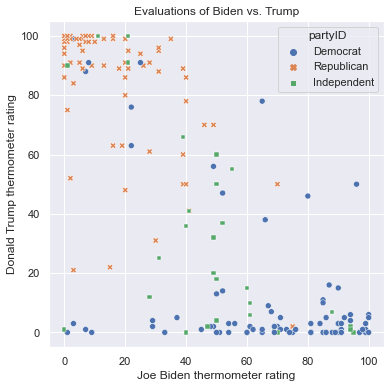 Evaluations of Biden vs. Trump
partyID
Democrat
Republican
Independent
Donald Trump thermometer rating
100
80
60
40
20
0
0 20 40 60 80 100
Joe Biden thermometer rating